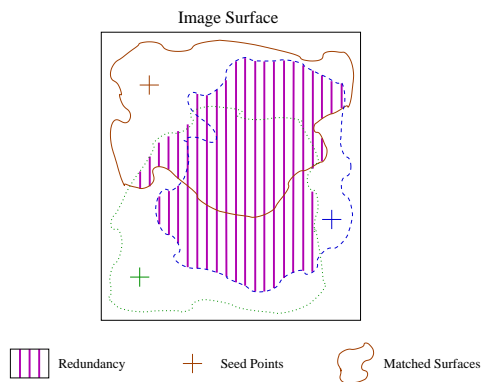 Image Surface
Redundancy
Seed Points
Matched Surfaces